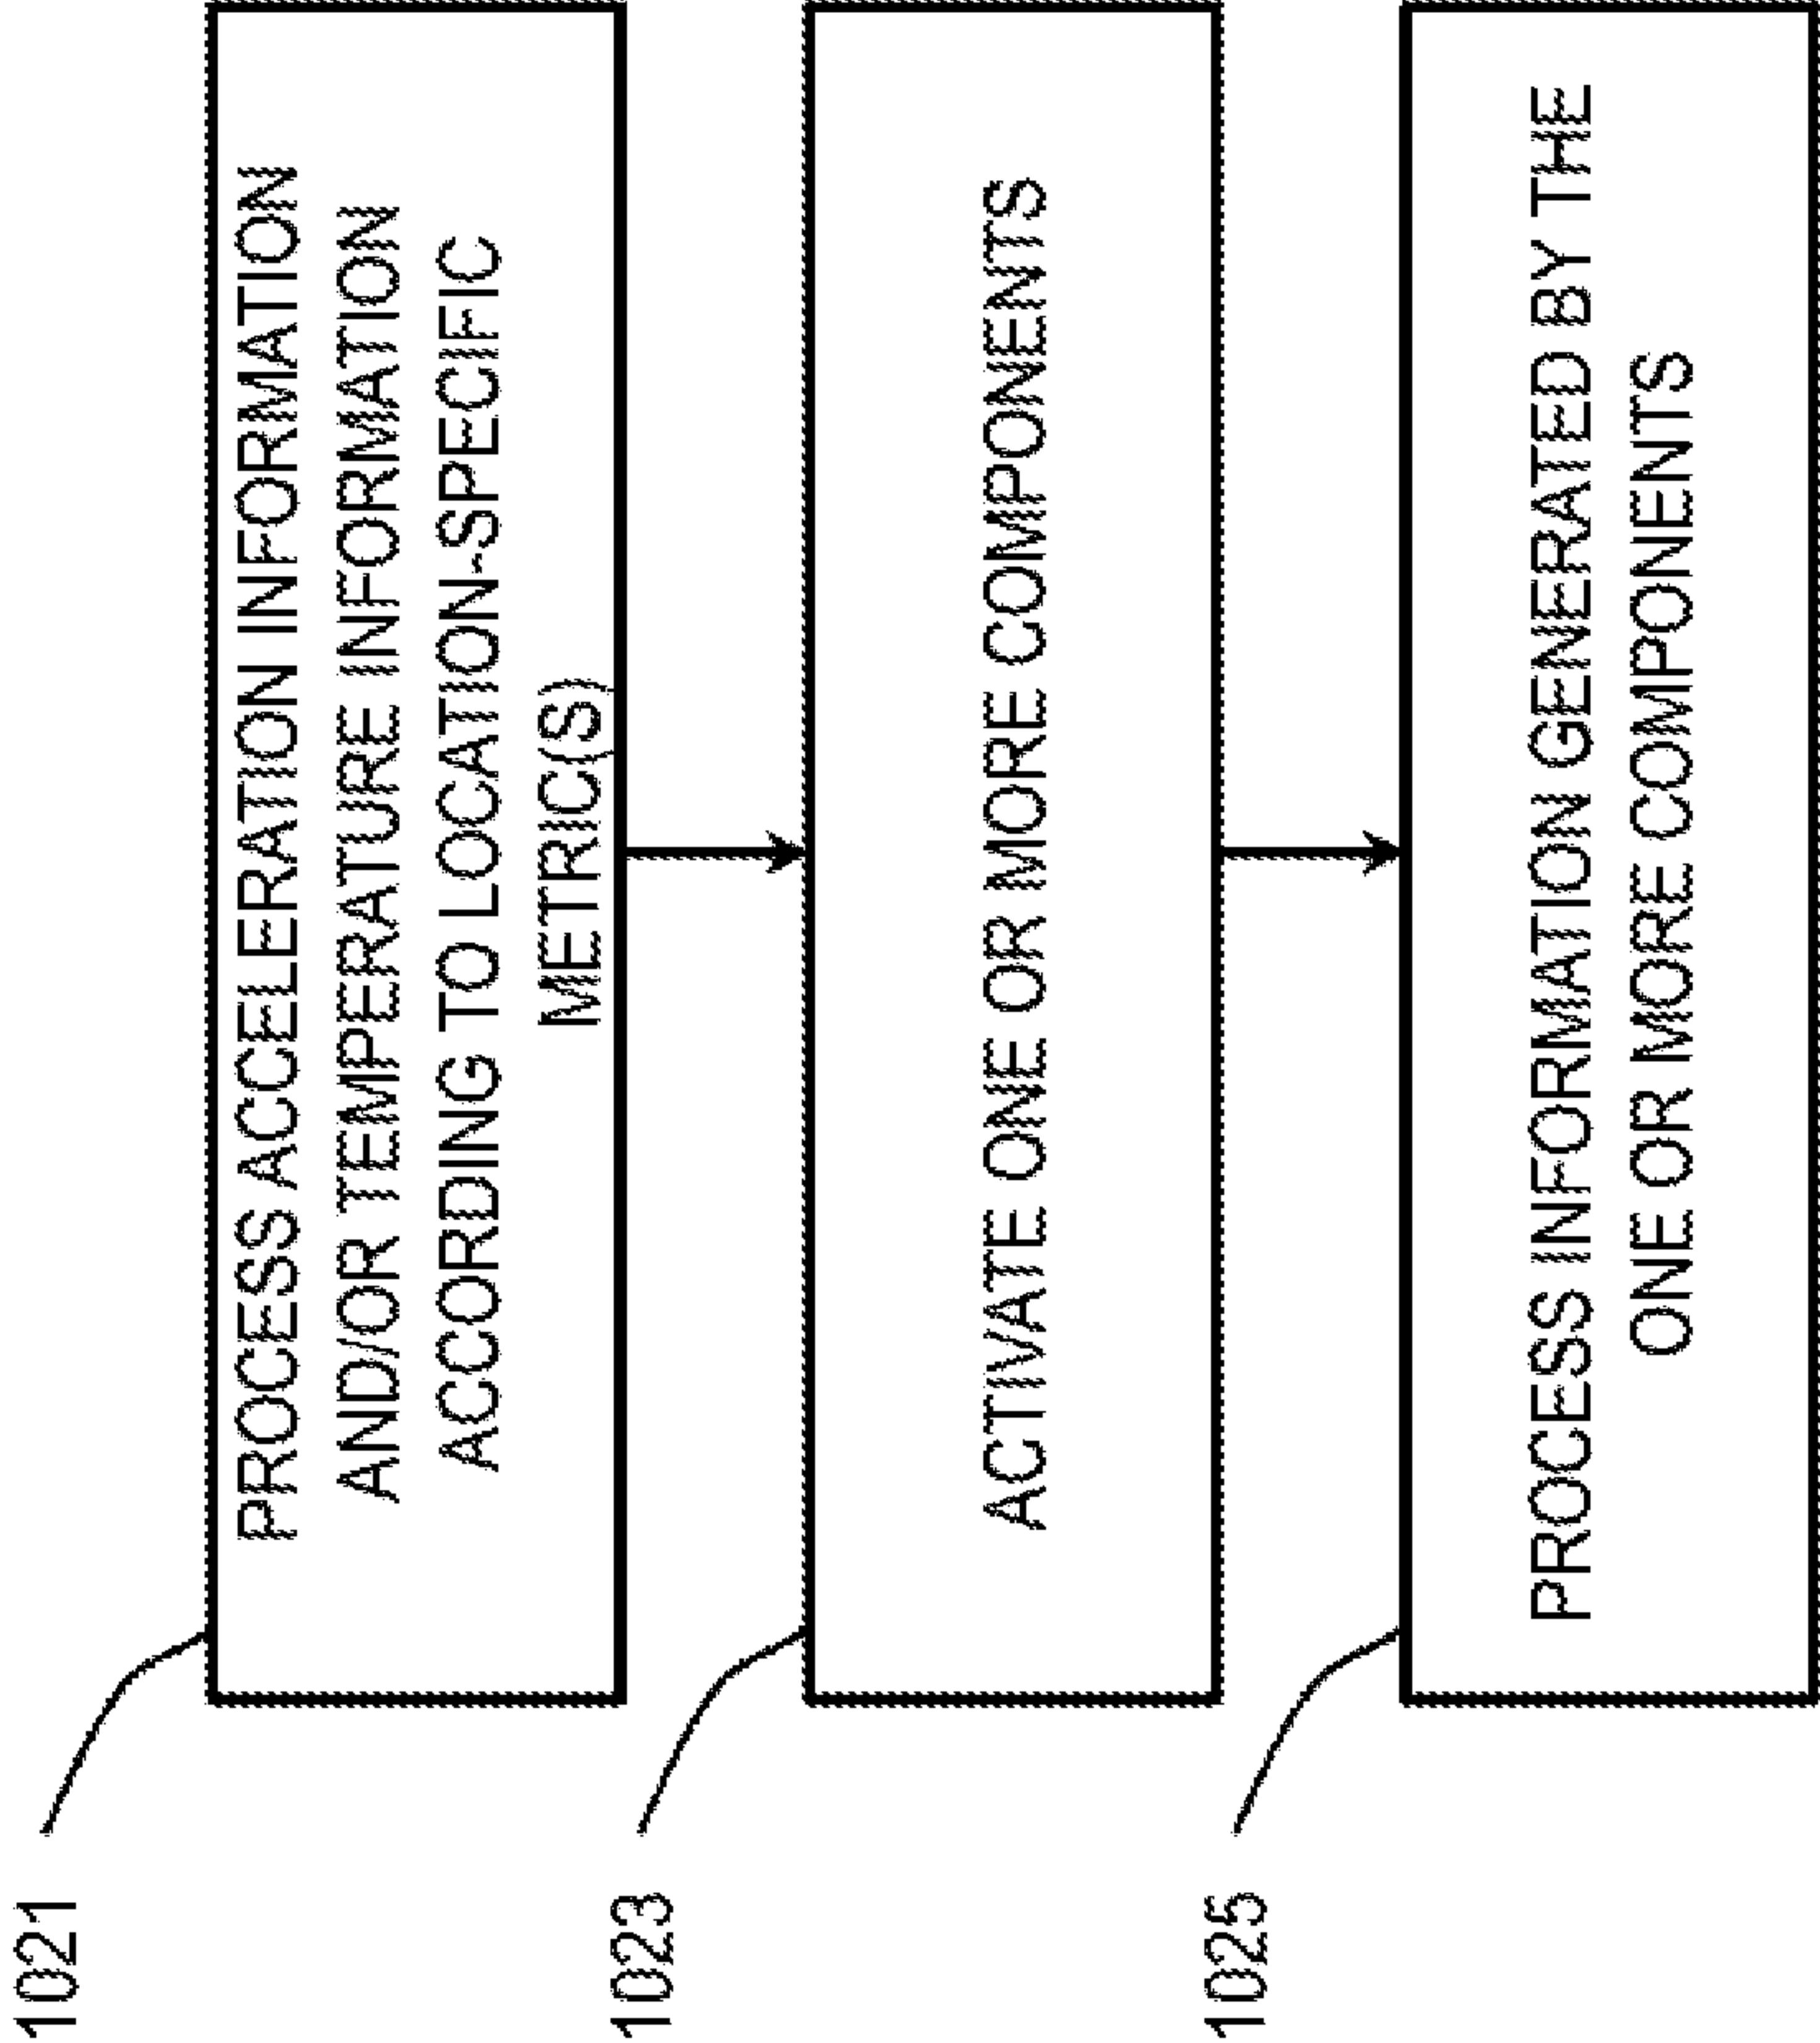 1021
PROCESS ACCELERATION INFORMATION
AND/OR TEMPERATURE INFORMATION
ACCORDING TO LOCATION-SPECIFIC
METRIC(S)
1023
ACTIVATE ONE OR MORE COMPONENTS
1025
PROCESS INFORMATION GENERATED BY THE
ONE OR MORE COMPONENTS